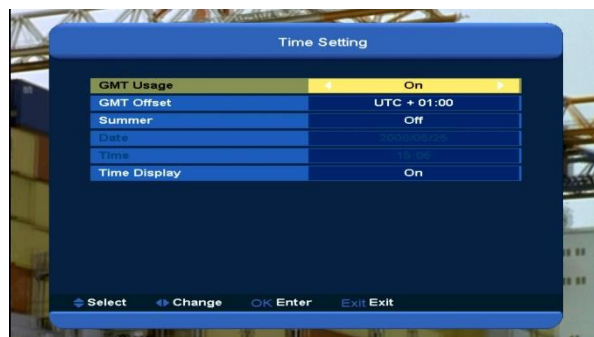 Time Setting
GMT Usage On
GMT Offset UTC + 01:00
Summer Off
Date
Time
Time Display On
Select Change OK Enter Exit Exit